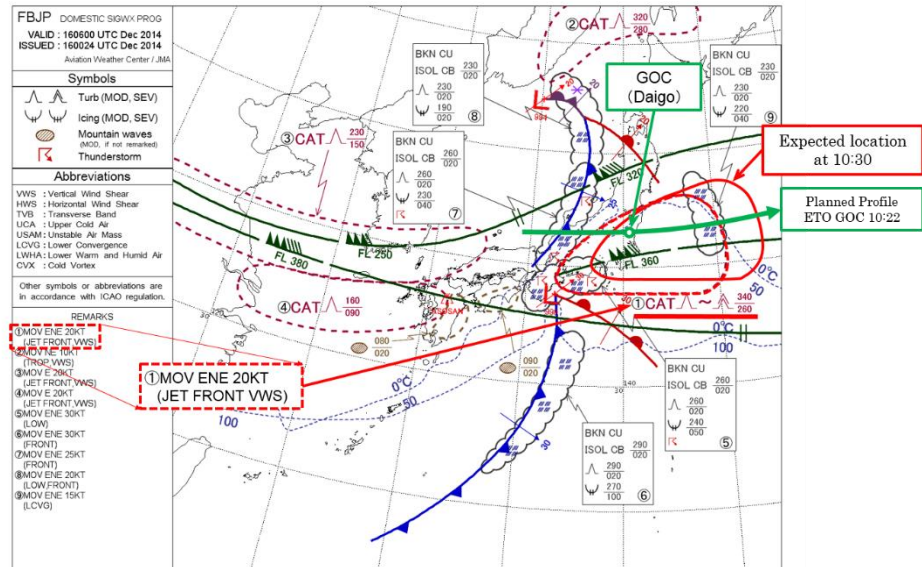 FBJP DOMESTIC SIGWX PROG
VALID : 160600 UTC Dec 2014
ISSUED : 160024 UTC Dec 2014
Aviation Weather Center / JMA
Symbols
Turb (MOD, SEV)
Icing (MOD, SEV)
Mountain waves
(MOD, if not remarked)
Thunderstorm
Abbreviations
VWS : Vertical Wind Shear
HWS : Horizontal Wind Shear
TVB : Transverse Band
UCA : Upper Cold Air
USAM : Unstable Air Mass
LCVG : Lower Convergence
LWHA : Lower Warm and Humid Air
CVX : Cold Vortex
Other symbols or abbreviations are
in accordance with ICAO regulation.
REMARKS
①MOV ENE 20KT
(JET FRONT,VWS)
②MOV NE 10KT
(TROP,VWS)
③MOV E 20KT
(JET FRONT,VWS)
④MOV E 20KT
(JET FRONT,VWS)
⑤MOV ENE 30KT
(LOW)
⑥MOV ENE 30KT
(FRONT)
⑦MOV ENE 25KT
(FRONT)
⑧MOV ENE 20KT
(LOW,FRONT)
⑨MOV ENE 15KT
(LCVG)
①MOV ENE 20KT
(JET FRONT VWS)
②CAT 320
280
BKN CU
ISOL CB 230
020
230
020
190
020
⑧
③CAT 230
150
BKN CU
ISOL CB 260
020
260
020
230
040
⑦
GOC
(Daigo)
BKN CU
ISOL CB 230
020
230
020
220
040
⑨
Expected location
at 10:30
Planned Profile
ETO GOC 10:22
FL 320
FL 250
FL 380
FL 360
④CAT 160
090
①CAT ~ 340
260
080
020
090
020
0℃
50
100
0℃
50
0℃
100
20
20
30
140
30
BKN CU
ISOL CB 260
020
260
020
240
050
⑤
BKN CU
ISOL CB 290
020
290
020
270
100
⑥